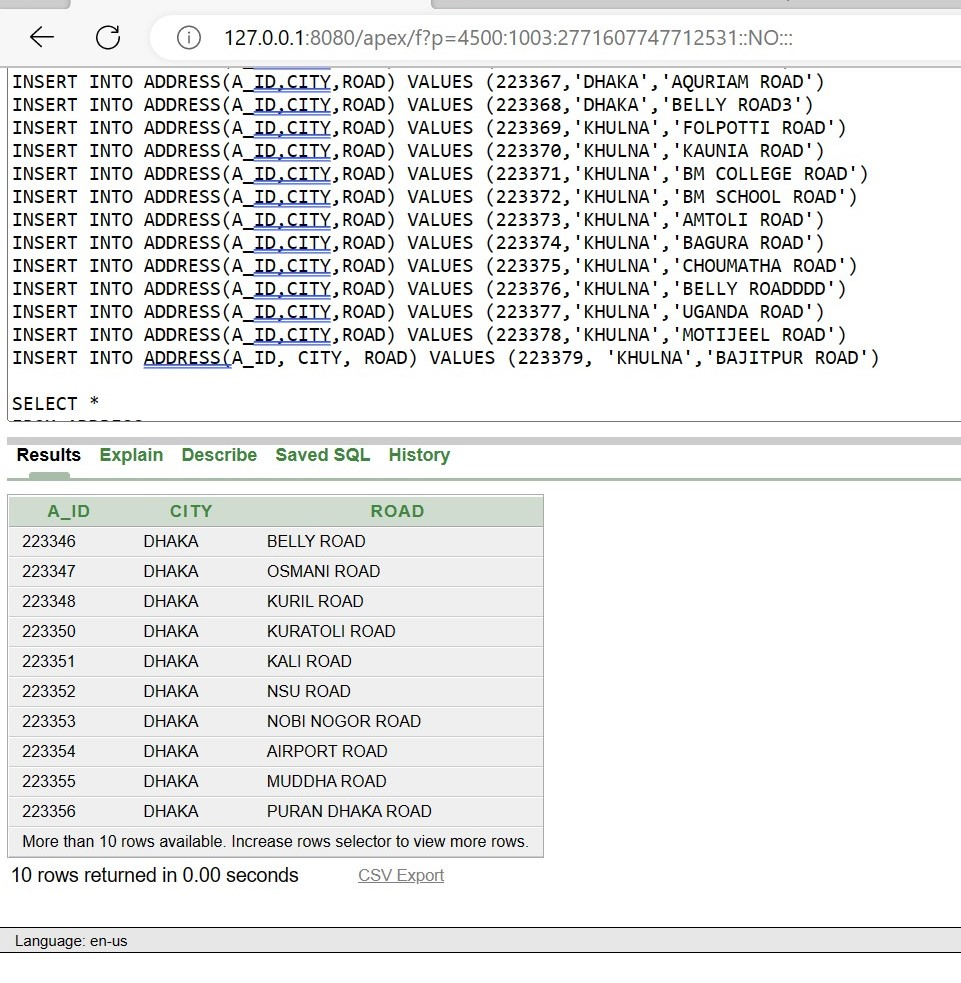 127.0.0.1:8080/apex/f?p=4500:1003:2771607747712531::NO:::
INSERT INTO ADDRESS(A_ID,CITY,ROAD) VALUES (223367,'DHAKA','AQURIAM ROAD')
INSERT INTO ADDRESS(A_ID,CITY,ROAD) VALUES (223368,'DHAKA','BELLY ROAD3')
INSERT INTO ADDRESS(A_ID,CITY,ROAD) VALUES (223369,'KHULNA','FOLPOTTI ROAD')
INSERT INTO ADDRESS(A_ID,CITY,ROAD) VALUES (223370,'KHULNA','KAUNIA ROAD')
INSERT INTO ADDRESS(A_ID,CITY,ROAD) VALUES (223371,'KHULNA','BM COLLEGE ROAD')
INSERT INTO ADDRESS(A_ID,CITY,ROAD) VALUES (223372,'KHULNA','BM SCHOOL ROAD')
INSERT INTO ADDRESS(A_ID,CITY,ROAD) VALUES (223373,'KHULNA','AMTOLI ROAD')
INSERT INTO ADDRESS(A_ID,CITY,ROAD) VALUES (223374,'KHULNA','BAGURA ROAD')
INSERT INTO ADDRESS(A_ID,CITY,ROAD) VALUES (223375,'KHULNA','CHOUMATHA ROAD')
INSERT INTO ADDRESS(A_ID,CITY,ROAD) VALUES (223376,'KHULNA','BELLY ROADDDD')
INSERT INTO ADDRESS(A_ID,CITY,ROAD) VALUES (223377,'KHULNA','UGANDA ROAD')
INSERT INTO ADDRESS(A_ID,CITY,ROAD) VALUES (223378,'KHULNA','MOTIJEEL ROAD')
INSERT INTO ADDRESS(A_ID, CITY, ROAD) VALUES (223379, 'KHULNA','BAJITPUR ROAD')
SELECT *
Results Explain Describe Saved SQL History
A_ID CITY ROAD
223346 DHAKA BELLY ROAD
223347 DHAKA OSMANI ROAD
223348 DHAKA KURIL ROAD
223350 DHAKA KURATOLI ROAD
223351 DHAKA KALI ROAD
223352 DHAKA NSU ROAD
223353 DHAKA NOBI NOGOR ROAD
223354 DHAKA AIRPORT ROAD
223355 DHAKA MUDDHA ROAD
223356 DHAKA PURAN DHAKA ROAD
More than 10 rows available. Increase rows selector to view more rows.
10 rows returned in 0.00 seconds CSV Export
Language: en-us